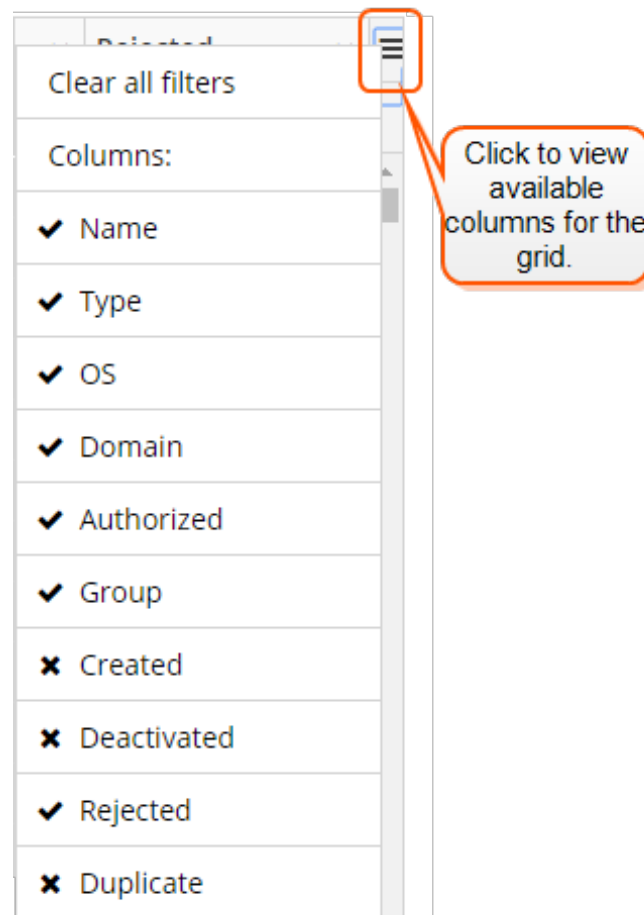 Rejected
Clear all filters
Columns:
Name
Type
OS
Domain
Authorized
Group
Created
Deactivated
Rejected
Duplicate
Click to view
available
columns for the
grid.